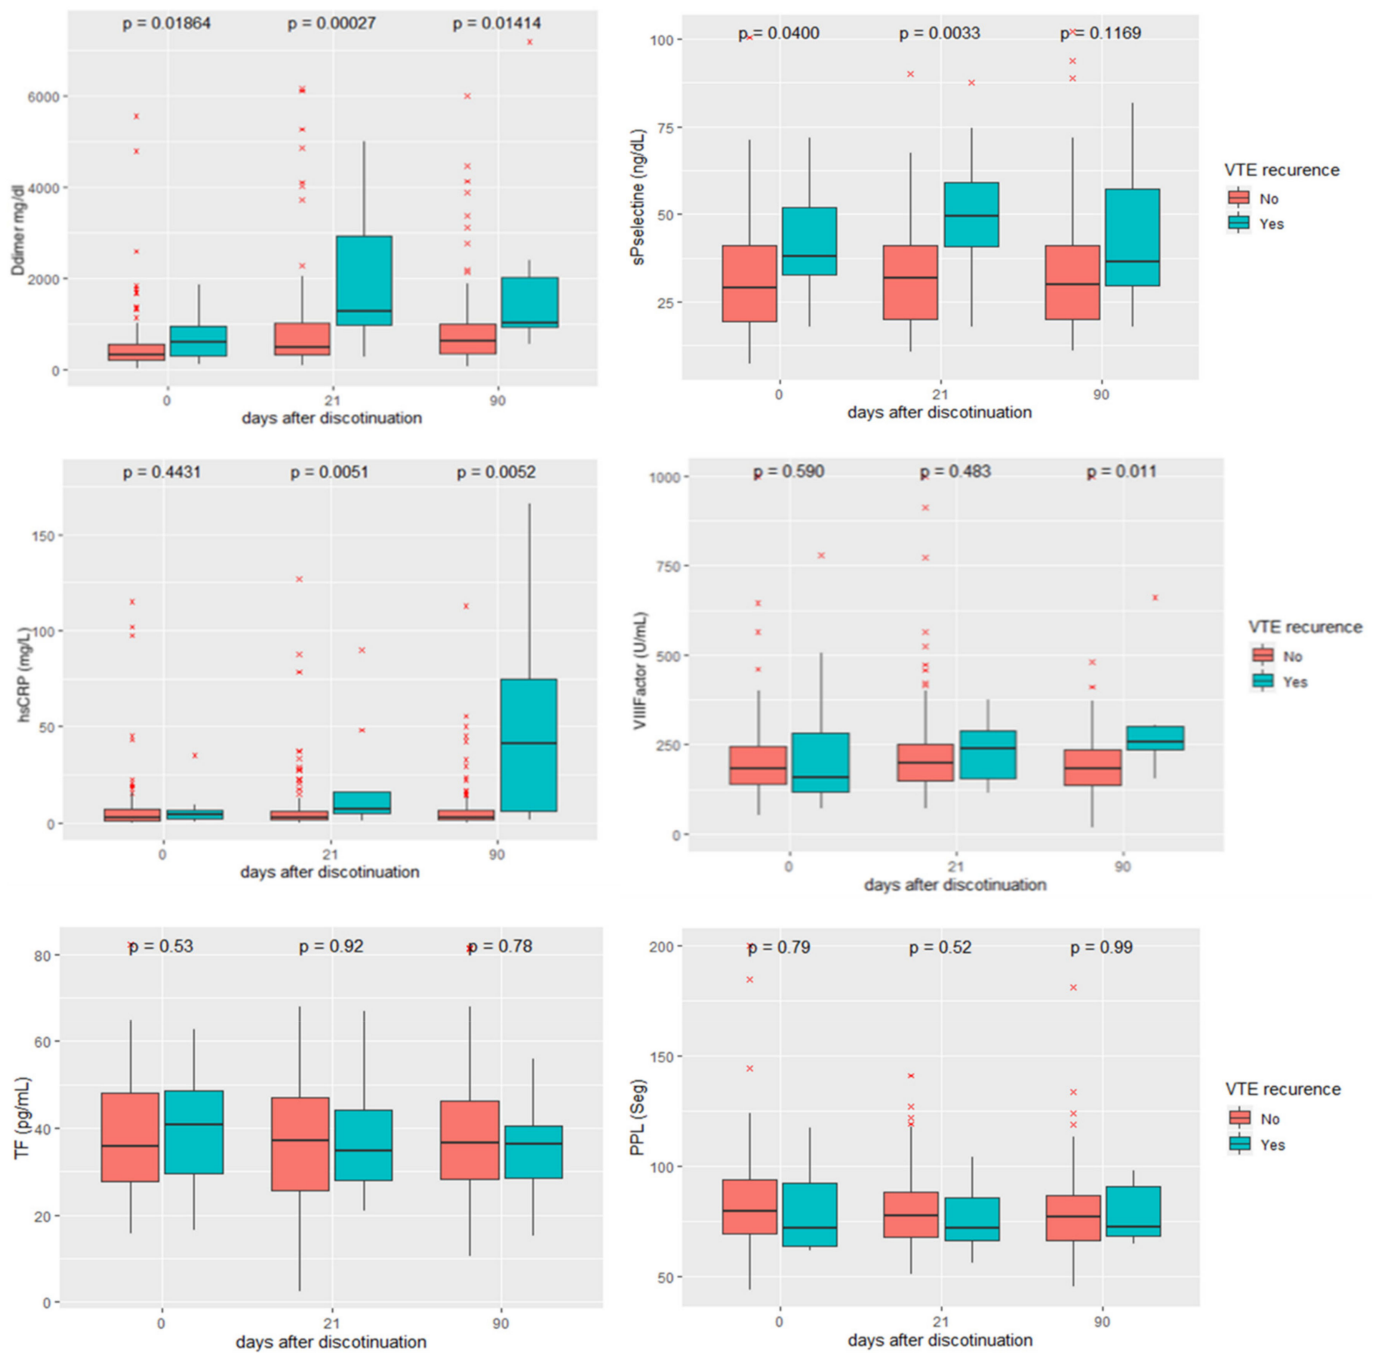 p = 0.01864 p = 0.00027 p = 0.01414
6000
4000
2000
0
Ddimer mg/dl
0 21 90
days after discotinuation
p = 0.0400 p = 0.0033 p = 0.1169
100
75
50
25
sPselectine (ng/dL)
0 21 90
days after discotinuation
VTE recurence
No
Yes
p = 0.4431 p = 0.0051 p = 0.0052
150
100
50
0
hsCRP (mg/L)
0 21 90
days after discotinuation
p = 0.590 p = 0.483 p = 0.011
1000
750
500
250
0
VIIIFactor (U/mL)
0 21 90
days after discotinuation
VTE recurence
No
Yes
p = 0.53 p = 0.92 p = 0.78
80
60
40
20
0
TF (pg/mL)
0 21 90
days after discotinuation
p = 0.79 p = 0.52 p = 0.99
200
150
100
50
PPL (Seg)
0 21 90
days after discotinuation
VTE recurence
No
Yes